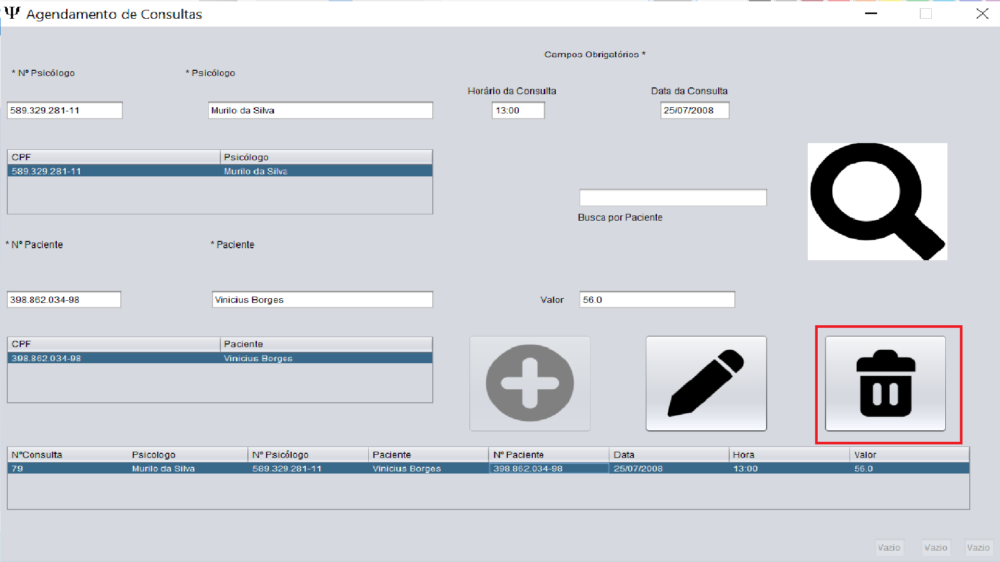 Ψ Agendamento de Consultas
Campos Obrigatórios *
* Nº Psicólogo
* Psicólogo
Horário da Consulta
Data da Consulta
589.329.281-11
Murilo da Silva
13:00
25/07/2008
CPF Psicólogo
589.329.281-11 Murilo da Silva
Busca por Paciente
* Nº Paciente
* Paciente
398.862.034-98
Vinicius Borges
Valor 56.0
CPF Paciente
398.862.034-98 Vinicius Borges
NºConsulta Psicologo Nº Psicólogo Paciente Nº Paciente Data Hora Valor
79 Murilo da Silva 589.329.281-11 Vinicius Borges 398.862.034-98 25/07/2008 13:00 56.0
Vazio Vazio Vazio